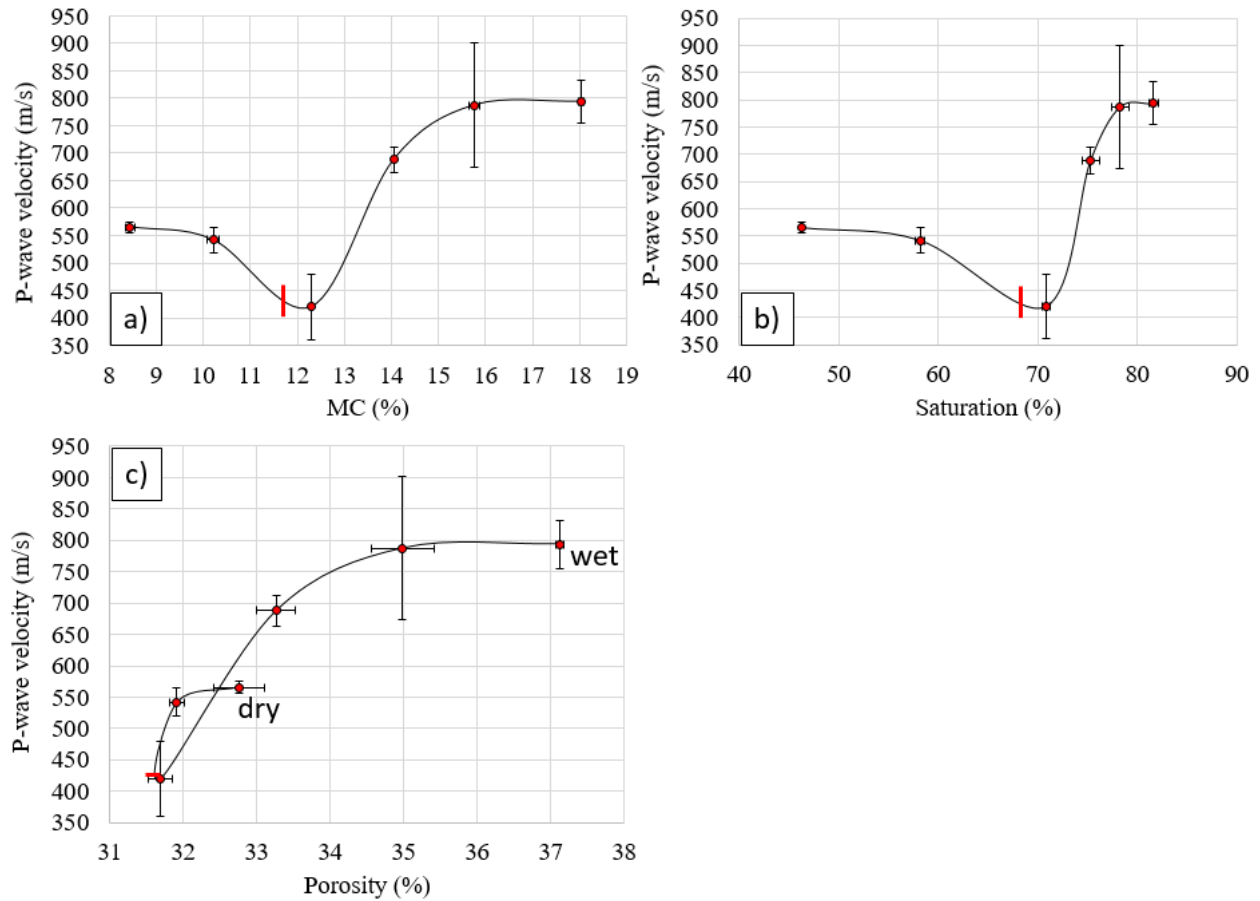 950
900
850
800
750
700
650
600
550
500
450
400
350
P-wave velocity (m/s)
a)
8 9 10 11 12 13 14 15 16 17 18 19
MC (%)
950
900
850
800
750
700
650
600
550
500
450
400
350
P-wave velocity (m/s)
b)
40 50 60 70 80 90
Saturation (%)
950
900
850
800
750
700
650
600
550
500
450
400
350
P-wave velocity (m/s)
c)
wet
dry
31 32 33 34 35 36 37 38
Porosity (%)